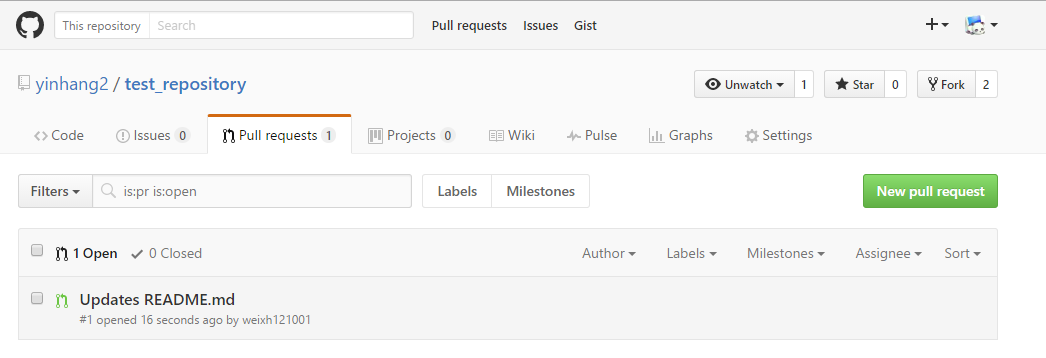 This repository Search Pull requests Issues Gist
yinhang2 / test_repository Unwatch 1 Star 0 Fork 2
Code Issues 0 Pull requests 1 Projects 0 Wiki Pulse Graphs Settings
Filters is:pr is:open Labels Milestones New pull request
1 Open 0 Closed Author Labels Milestones Assignee Sort
Updates README.md
#1 opened 16 seconds ago by weixh121001